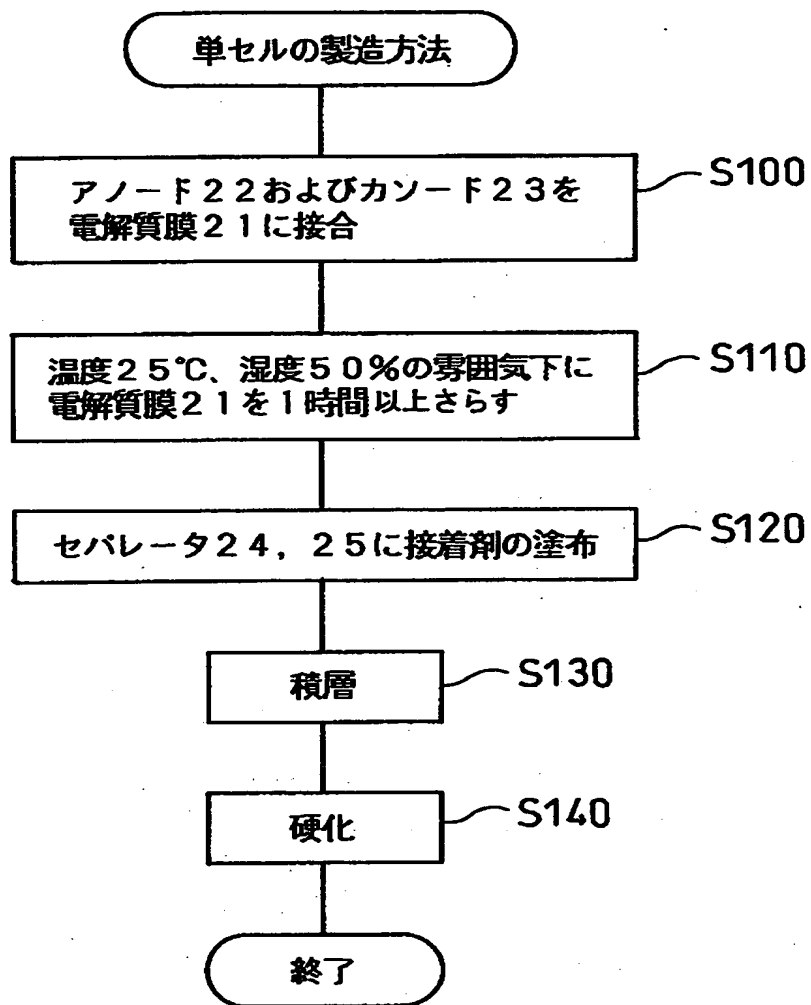 単セルの製造方法
アノード22およびカソード23を
電解質膜21に接合
S100
温度25℃、湿度50%の雰囲気下に
電解質膜21を1時間以上さらす
S110
セパレータ24,25に接着剤の塗布
S120
積層
S130
硬化
S140
終了